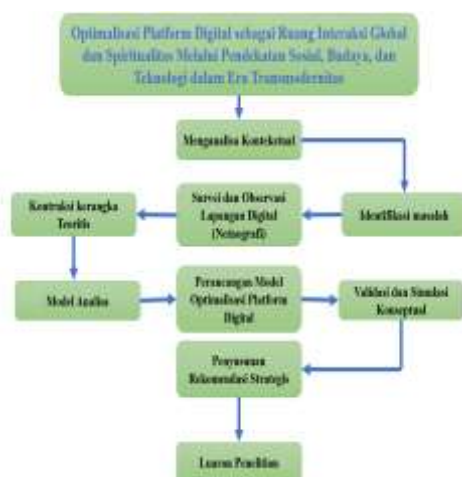 Optimalisasi Platform Digital sebagai Ruang Interaksi Global
dan Spiritualitas Melalui Pendekatan Sosial, Budaya, dan
Teknologi dalam Era Transmodernitas
Menganalisa Kontekstual
Identifikasi masalah
Survei dan Observasi
Lapangan Digital
(Netnografi)
Kontruksi kerangka
Teoritis
Model Analisa
Perancangan Model
Optimalisasi Platform
Digital
Validasi dan Simulasi
Konseptual
Penyusunan
Rekomendasi Strategis
Luaran Penelitian